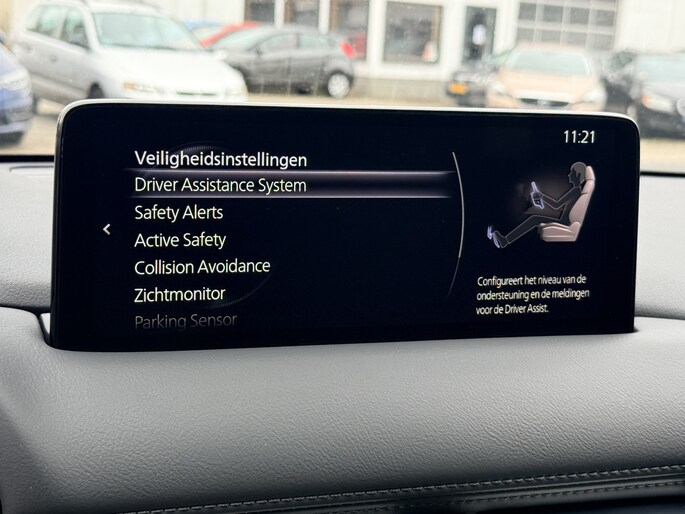 11:21
Veiligheidsinstellingen
Driver Assistance System
Safety Alerts
Active Safety
Collision Avoidance
Zichtmonitor
Parking Sensor
Configureert het niveau van de
ondersteuning en de meldingen
voor de Driver Assist.